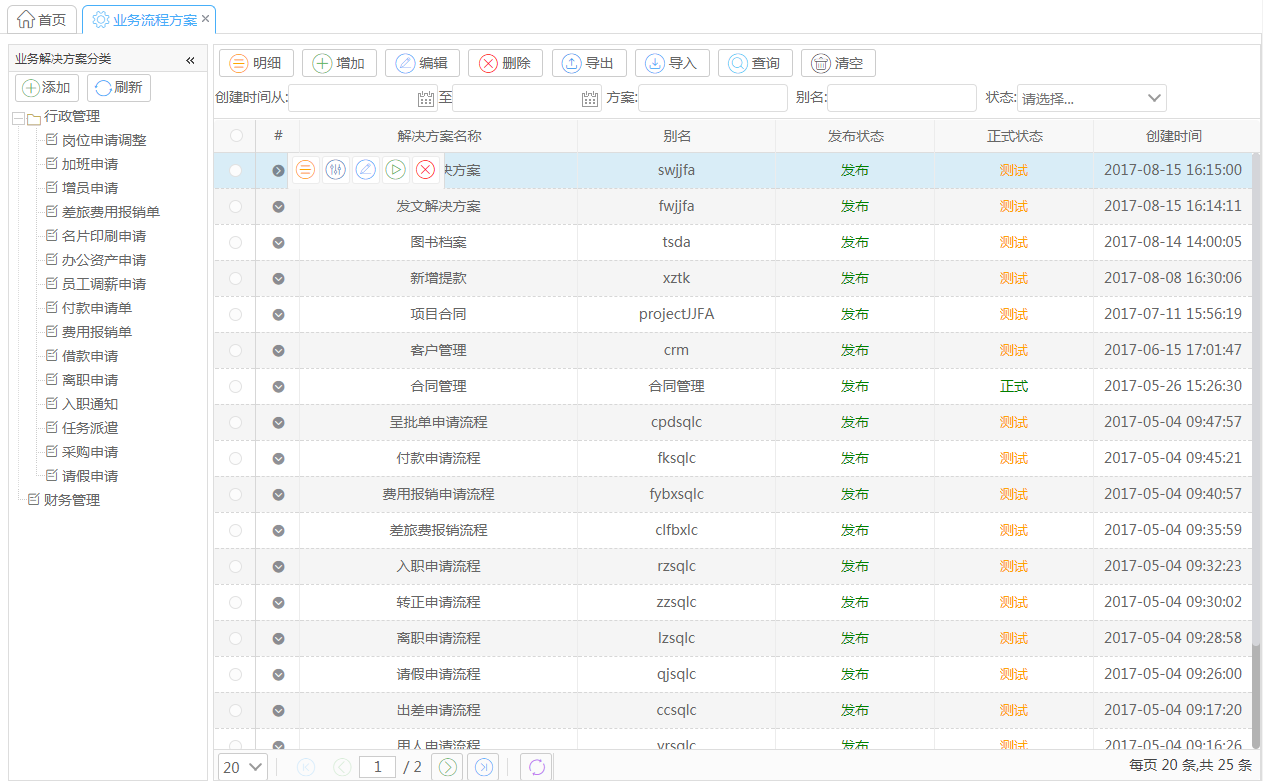 首页 业务流程方案 ×
业务解决方案分类 «
添加 刷新
行政管理
岗位申请调整
加班申请
增员申请
差旅费用报销单
名片印刷申请
办公资产申请
员工调薪申请
付款申请单
费用报销单
借款申请
离职申请
入职通知
任务派遣
采购申请
请假申请
财务管理
明细 增加 编辑 删除 导出 导入 查询 清空
创建时间从: 至 方案: 别名: 状态: 请选择...
# 解决方案名称 别名 发布状态 正式状态 创建时间
决方案 swjjfa 发布 测试 2017-08-15 16:15:00
发文解决方案 fwjjfa 发布 测试 2017-08-15 16:14:11
图书档案 tsda 发布 测试 2017-08-14 14:00:05
新增提款 xztk 发布 测试 2017-08-08 16:30:06
项目合同 projectJJFA 发布 测试 2017-07-11 15:56:19
客户管理 crm 发布 测试 2017-06-15 17:01:47
合同管理 合同管理 发布 正式 2017-05-26 15:26:30
呈批单申请流程 cpdsqlc 发布 测试 2017-05-04 09:47:57
付款申请流程 fksqlc 发布 测试 2017-05-04 09:45:21
费用报销申请流程 fybxsqlc 发布 测试 2017-05-04 09:40:57
差旅费报销流程 clfbxlc 发布 测试 2017-05-04 09:35:59
入职申请流程 rzsqlc 发布 测试 2017-05-04 09:32:23
转正申请流程 zzsqlc 发布 测试 2017-05-04 09:30:02
离职申请流程 lzsqlc 发布 测试 2017-05-04 09:28:58
请假申请流程 qjsqlc 发布 测试 2017-05-04 09:26:00
出差申请流程 ccsqlc 发布 测试 2017-05-04 09:17:20
用人申请流程 yrsqlc 发布 测试 2017-05-04 09:16:26
20 1 / 2 每页 20 条,共 25 条